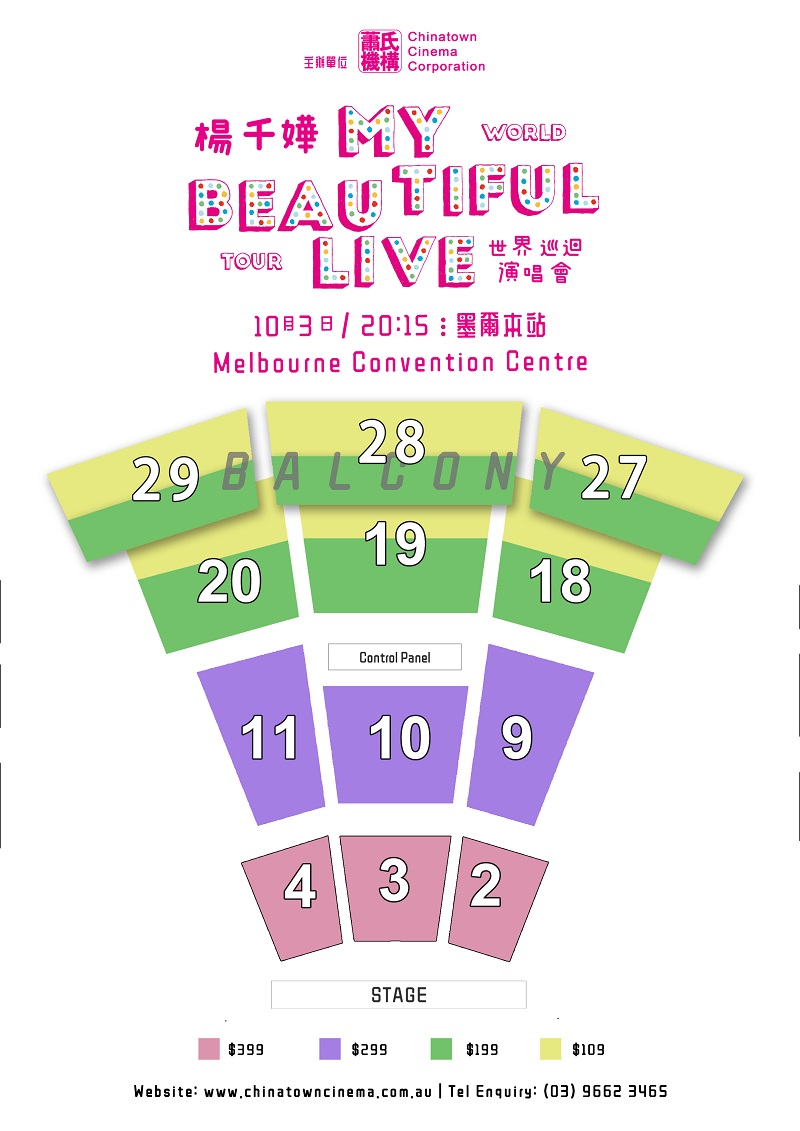 主辦單位
蕭氏
機構
Chinatown
Cinema
Corporation
楊千嬅 MY WORLD
BEAUTIFUL
TOUR LIVE 世界巡迴
演唱會
10月3日/ 20:15 : 墨爾本站
Melbourne Convention Centre
29 28 27
BALCONY
20 19 18
Control Panel
11 10 9
4 3 2
STAGE
$399 $299 $199 $109
Website: www.chinatowncinema.com.au | Tel Enquiry: (03) 9662 3465